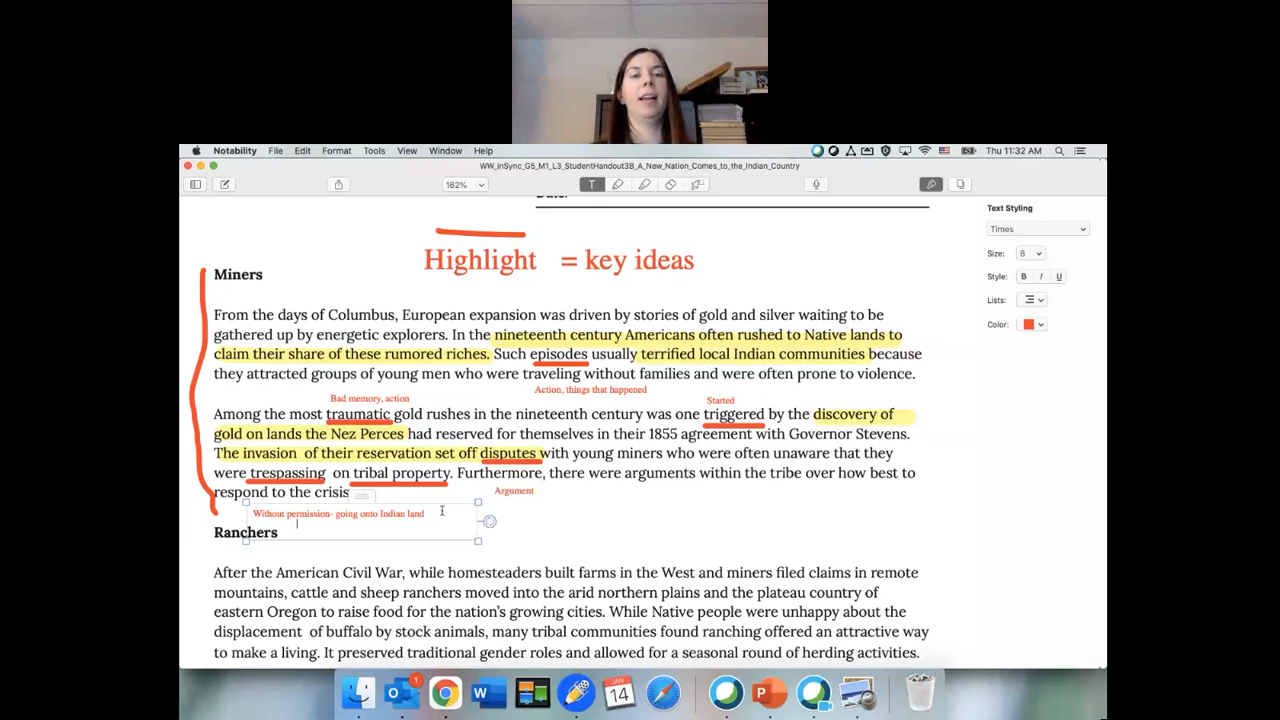 Notability File Edit Format Tools View Window Help Thu 11:32 AM
WW_inSync_G5_M1_L3_StudentHandout3B_A_New_Nation_Comes_to_the_Indian_Country
162% T
Text Styling
Times
Size: 8
Style: B I U
Lists:
Color:
Highlight = key ideas
Miners
From the days of Columbus, European expansion was driven by stories of gold and silver waiting to be
gathered up by energetic explorers. In the nineteenth century Americans often rushed to Native lands to
claim their share of these rumored riches. Such episodes usually terrified local Indian communities because
they attracted groups of young men who were traveling without families and were often prone to violence.
Action, things that happened
Bad memory, action
Started
Among the most traumatic gold rushes in the nineteenth century was one triggered by the discovery of
gold on lands the Nez Perces had reserved for themselves in their 1855 agreement with Governor Stevens.
The invasion of their reservation set off disputes with young miners who were often unaware that they
were trespassing on tribal property. Furthermore, there were arguments within the tribe over how best to
respond to the crisis
Argument
Without permission- going onto Indian land
Ranchers
After the American Civil War, while homesteaders built farms in the West and miners filed claims in remote
mountains, cattle and sheep ranchers moved into the arid northern plains and the plateau country of
eastern Oregon to raise food for the nation's growing cities. While Native people were unhappy about the
displacement of buffalo by stock animals, many tribal communities found ranching offered an attractive way
to make a living. It preserved traditional gender roles and allowed for a seasonal round of herding activities.
1
W
JAN
14
P